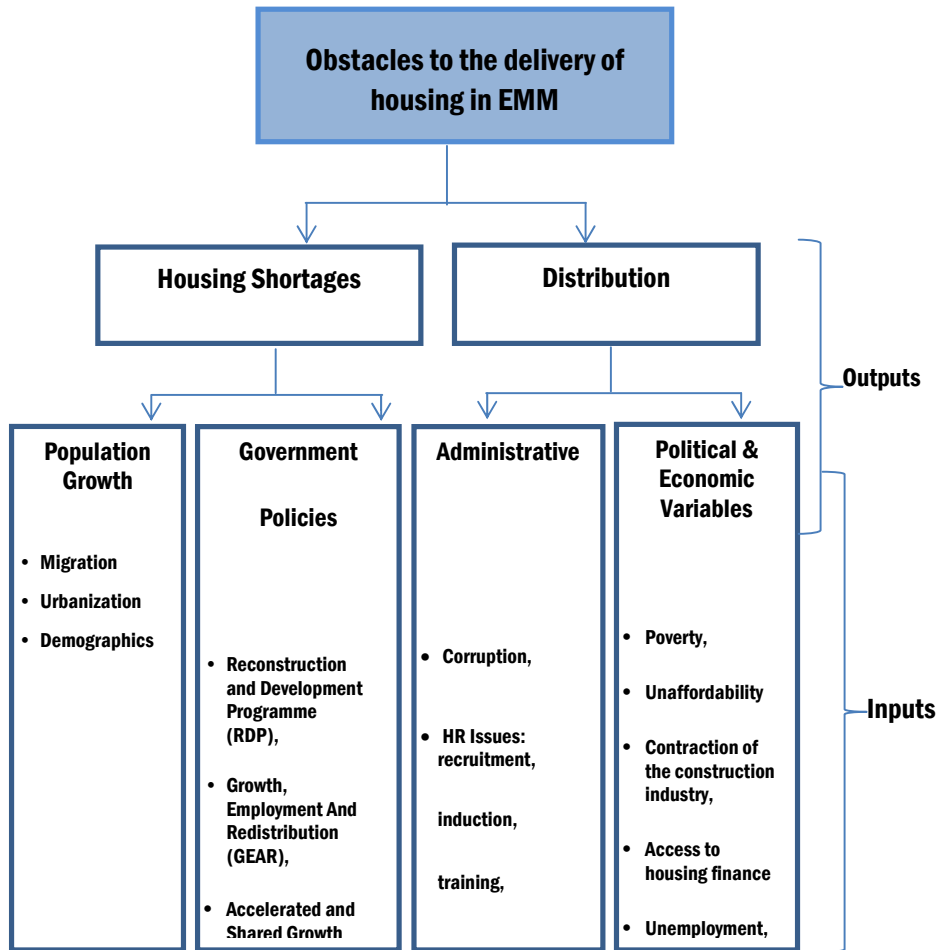 Obstacles to the delivery of
housing in EMM
Housing Shortages
Distribution
Outputs
Population
Growth
• Migration
• Urbanization
• Demographics
Government
Policies
• Reconstruction
and Development
Programme
(RDP),
• Growth,
Employment And
Redistribution
(GEAR),
• Accelerated and
Shared Growth
Administrative
• Corruption,
• HR Issues:
recruitment,
induction,
training,
Political &
Economic
Variables
• Poverty,
• Unaffordability
• Contraction of
the construction
industry,
• Access to
housing finance
• Unemployment,
Inputs